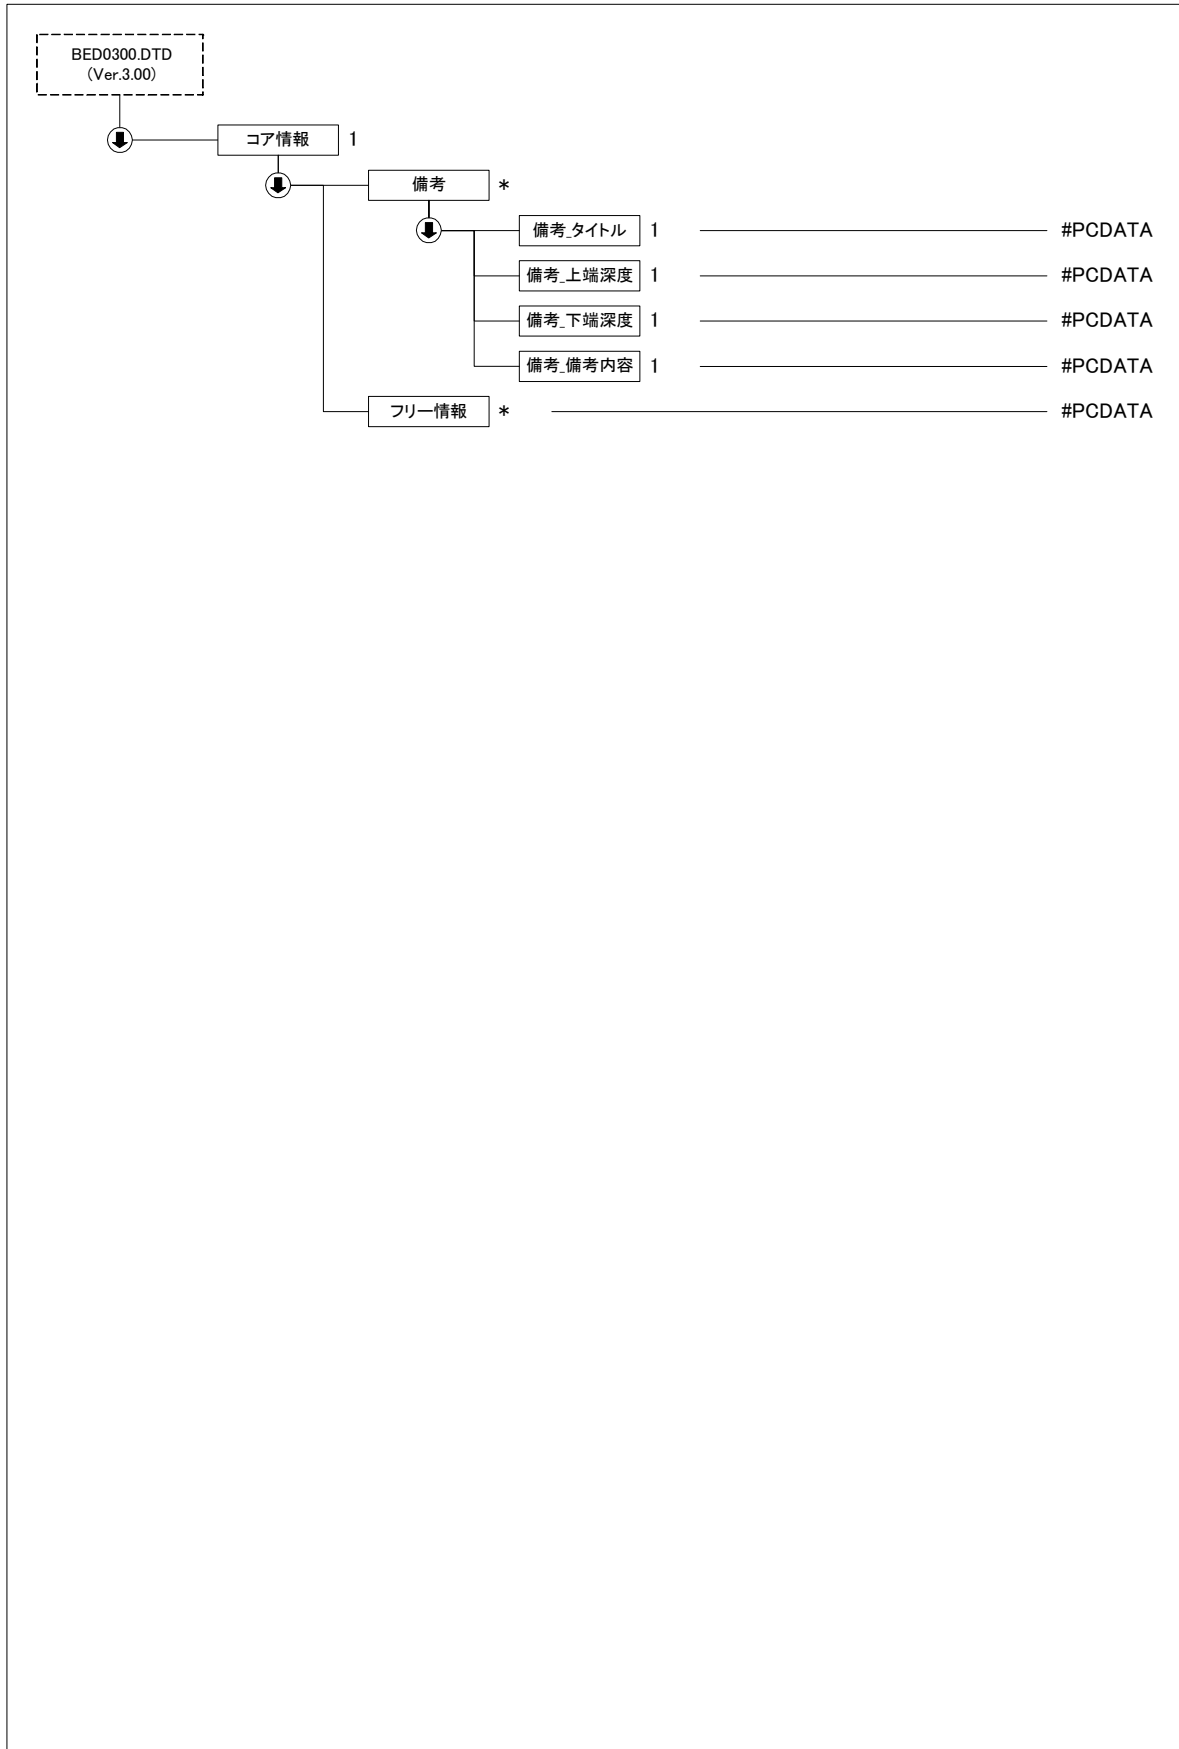 BED0300.DTD
(Ver.3.00)
コア情報 1
備考 *
備考_タイトル 1 #PCDATA
備考_上端深度 1 #PCDATA
備考_下端深度 1 #PCDATA
備考_備考内容 1 #PCDATA
フリー情報 * #PCDATA